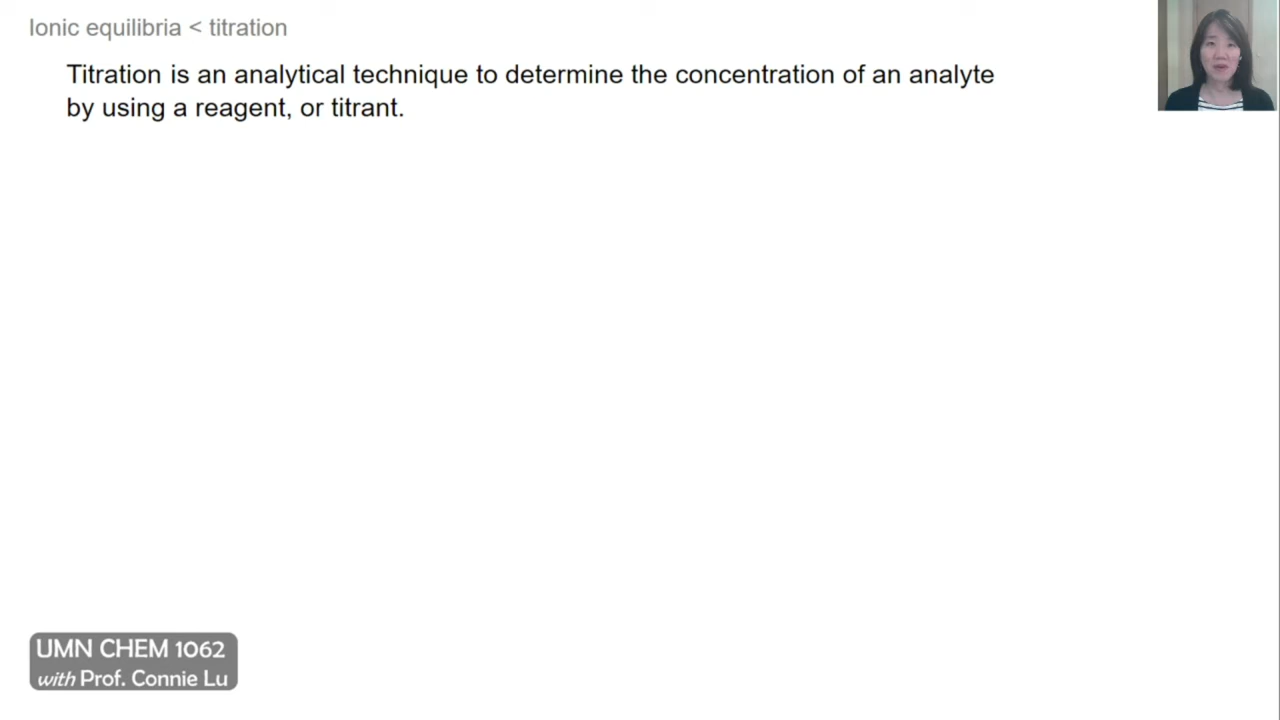 Ionic equilibria < titration
Titration is an analytical technique to determine the concentration of an analyte
by using a reagent, or titrant.
UMN CHEM 1062
with Prof. Connie Lu